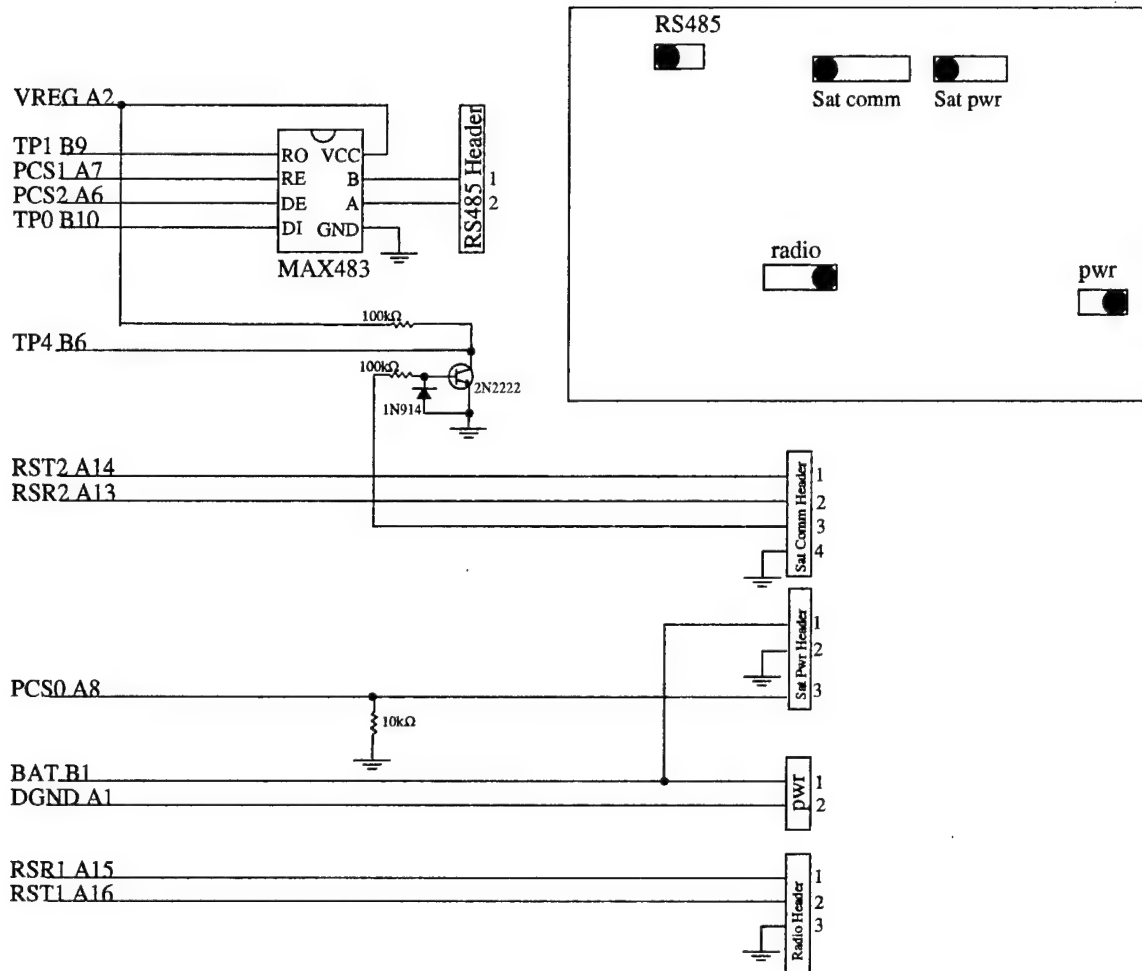 RS485
Sat comm Sat pwr
radio
pwr
VREG A2
TP1 B9
PCS1 A7
PCS2 A6
TP0 B10
RO VCC
RE B
DE A
DI GND
MAX483
RS485 Header
1
2
100kΩ
TP4 B6
100kΩ
2N2222
1N914
RST2 A14
RSR2 A13
Sat Comm Header
1
2
3
4
Sat Pwr Header
1
2
3
PCS0 A8
10kΩ
BAT B1
DGND A1
pwr
1
2
RSR1 A15
RST1 A16
Radio Header
1
2
3